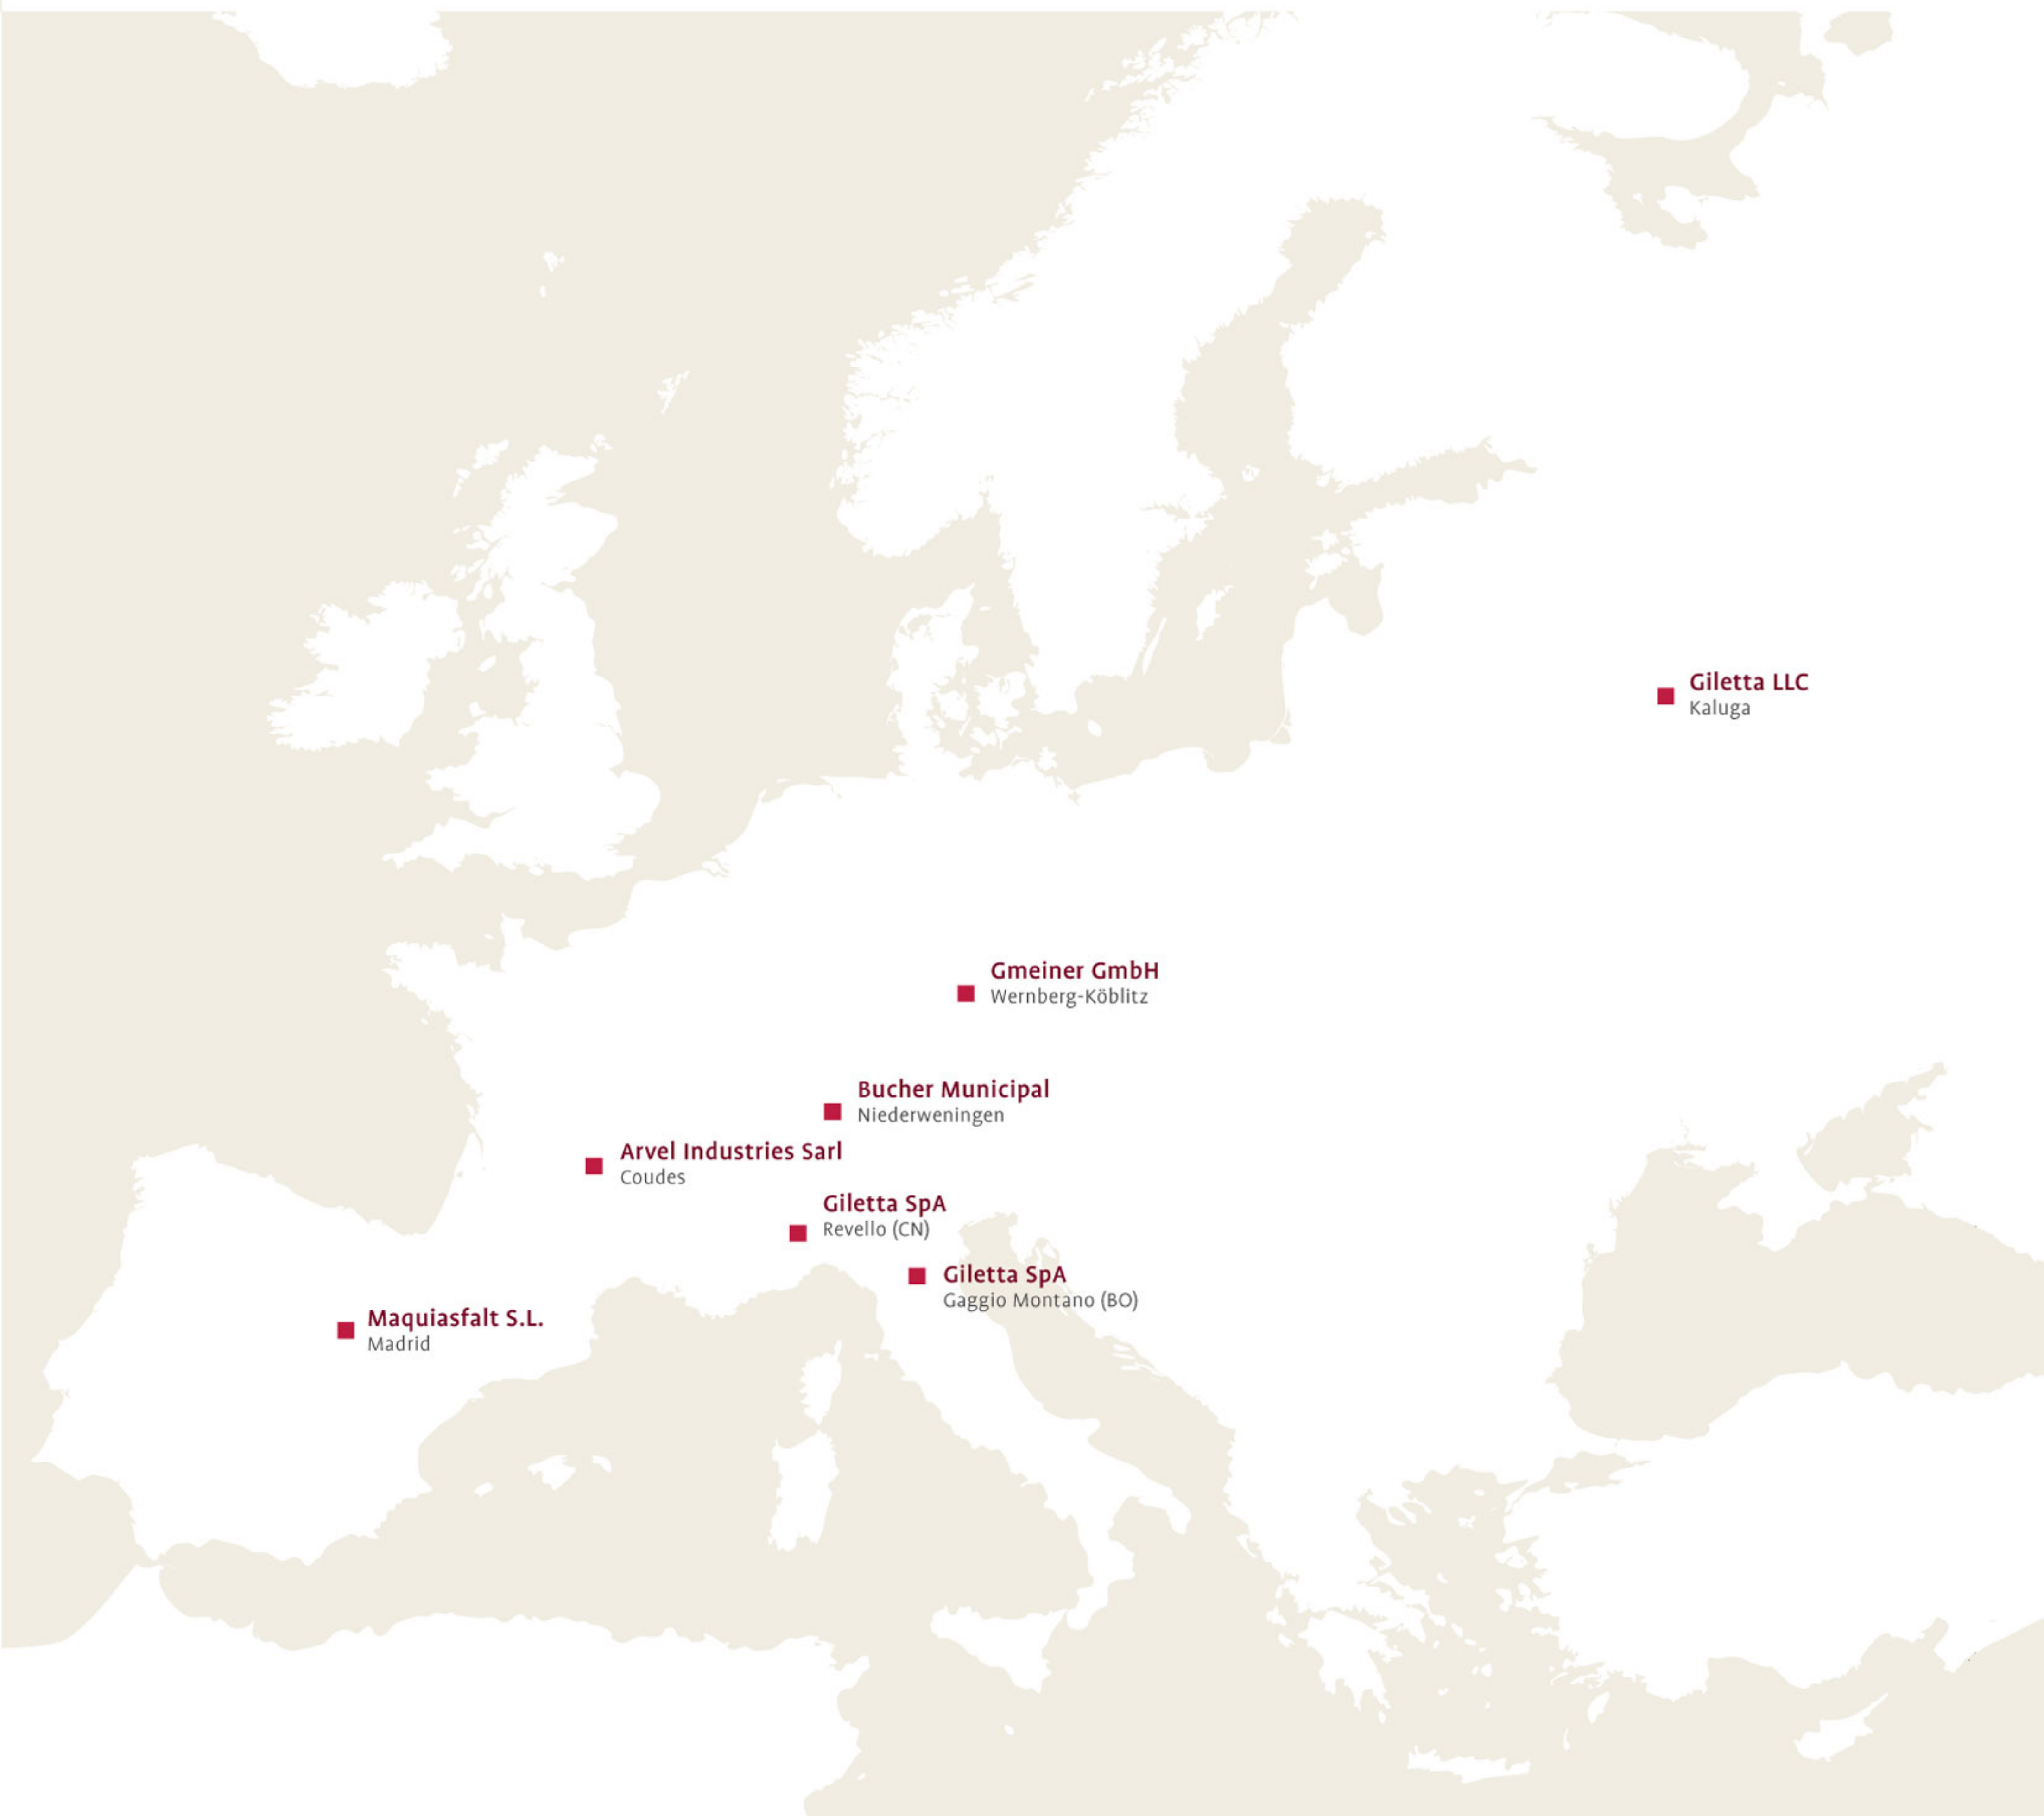 Giletta LLC
Kaluga
Gmeiner GmbH
Wernberg-Köblitz
Bucher Municipal
Niederweningen
Arvel Industries Sarl
Coudes
Giletta SpA
Revello (CN)
Giletta SpA
Gaggio Montano (BO)
Maquiasfalt S.L.
Madrid